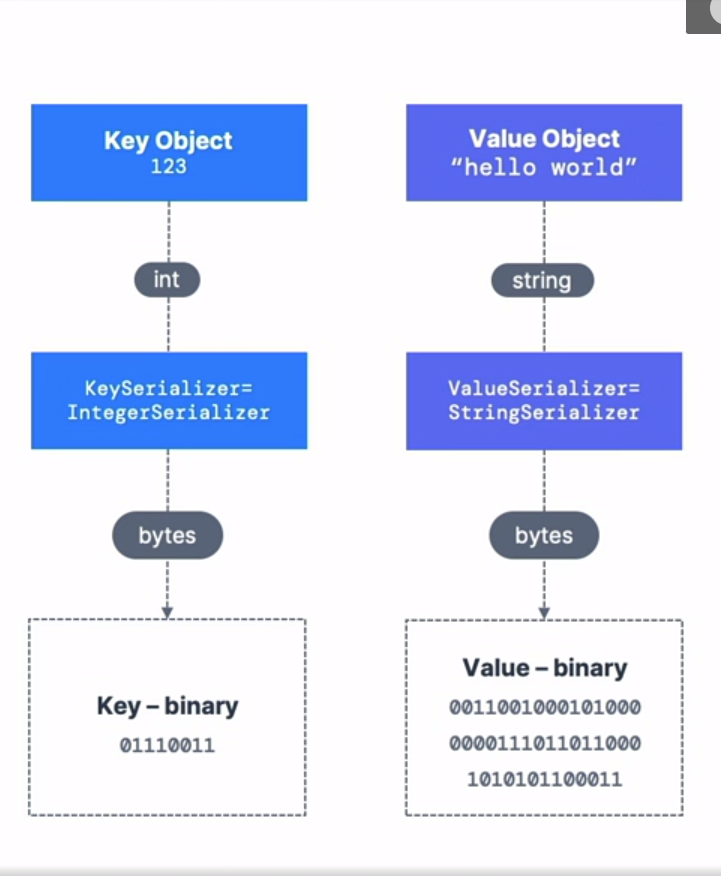 Key Object
123
int
KeySerializer=
IntegerSerializer
bytes
Key – binary
01110011
Value Object
“hello world”
string
ValueSerializer=
StringSerializer
bytes
Value – binary
0011001000101000
0000111011011000
1010101100011